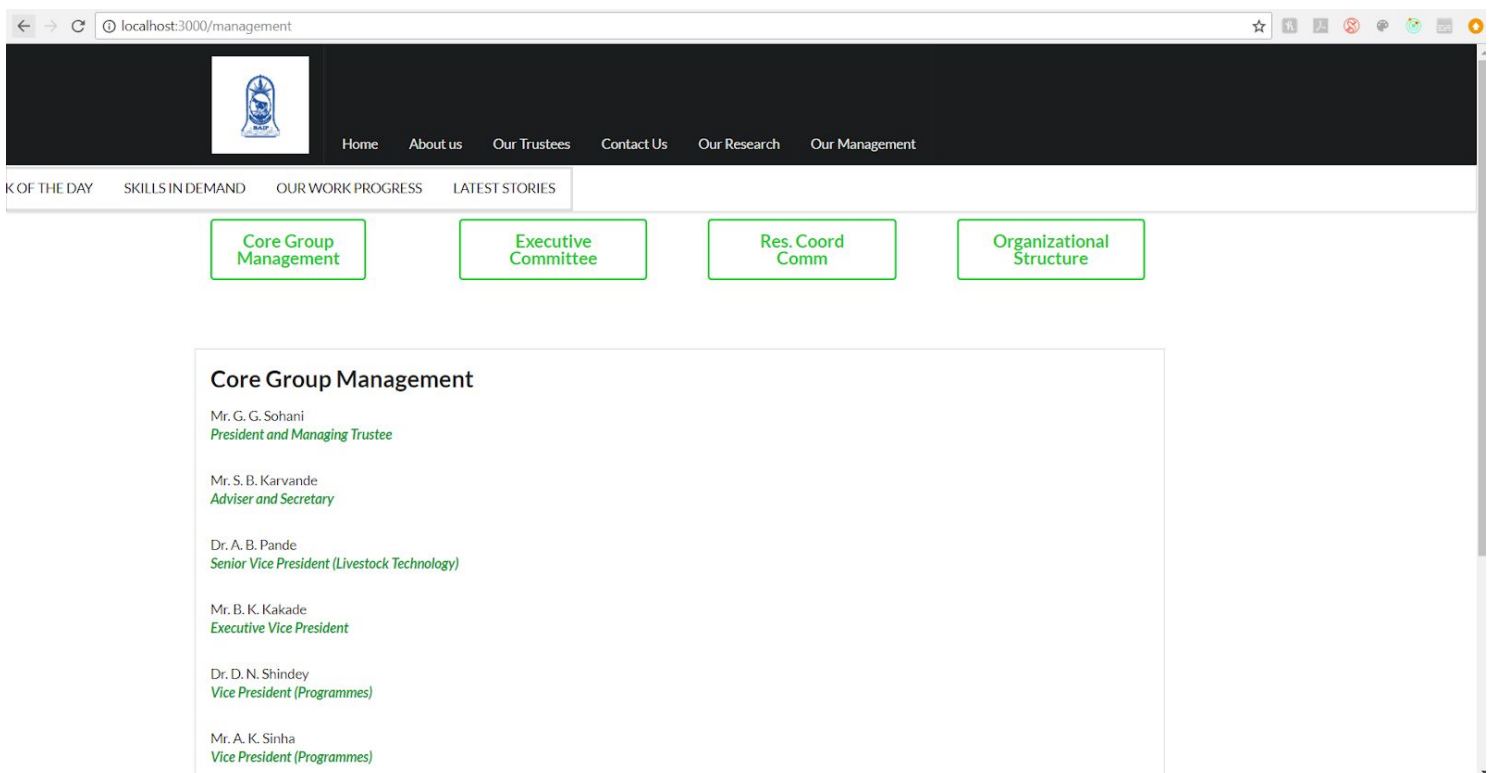 localhost:3000/management
BAIF
Home About us Our Trustees Contact Us Our Research Our Management
K OF THE DAY SKILLS IN DEMAND OUR WORK PROGRESS LATEST STORIES
Core Group
Management
Executive
Committee
Res. Coord
Comm
Organizational
Structure
Core Group Management
Mr. G. G. Sohani
President and Managing Trustee
Mr. S. B. Karvande
Adviser and Secretary
Dr. A. B. Pande
Senior Vice President (Livestock Technology)
Mr. B. K. Kakade
Executive Vice President
Dr. D. N. Shindey
Vice President (Programmes)
Mr. A. K. Sinha
Vice President (Programmes)